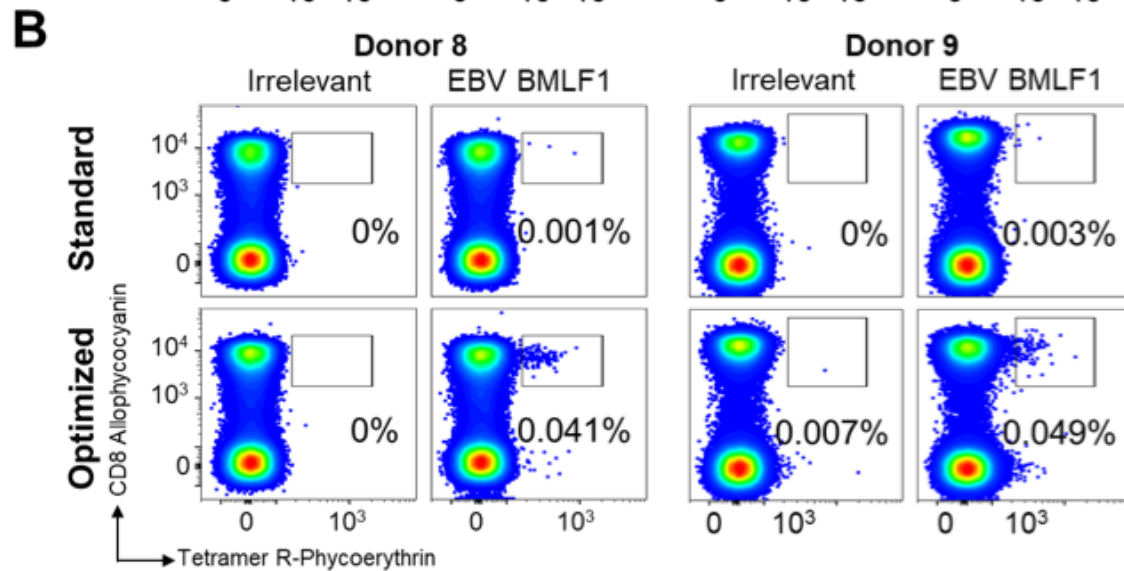 B
Donor 8 Donor 9
Irrelevant EBV BMLF1 Irrelevant EBV BMLF1
Standard
10⁴
10³
0
0% 0.001% 0% 0.003%
Optimized
10⁴
10³
0
0% 0.041% 0.007% 0.049%
0 10³ 0 10³ 0 10³ 0 10³
CD8 Allophycocyanin
Tetramer R-Phycoerythrin